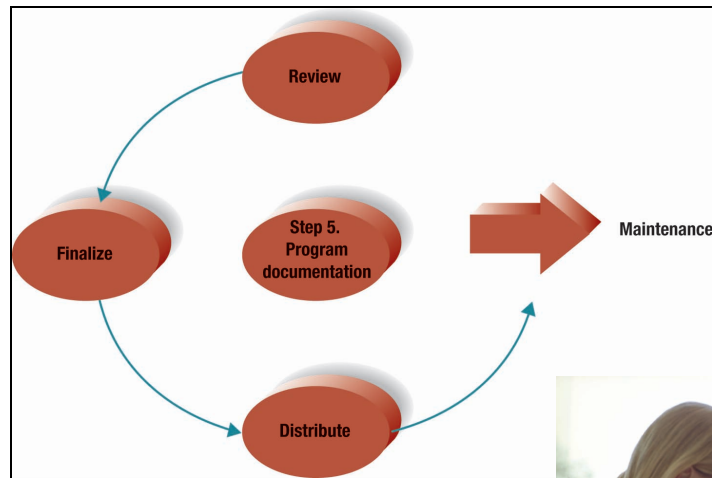 Review
Finalize
Step 5.
Program
documentation
Maintenance
Distribute